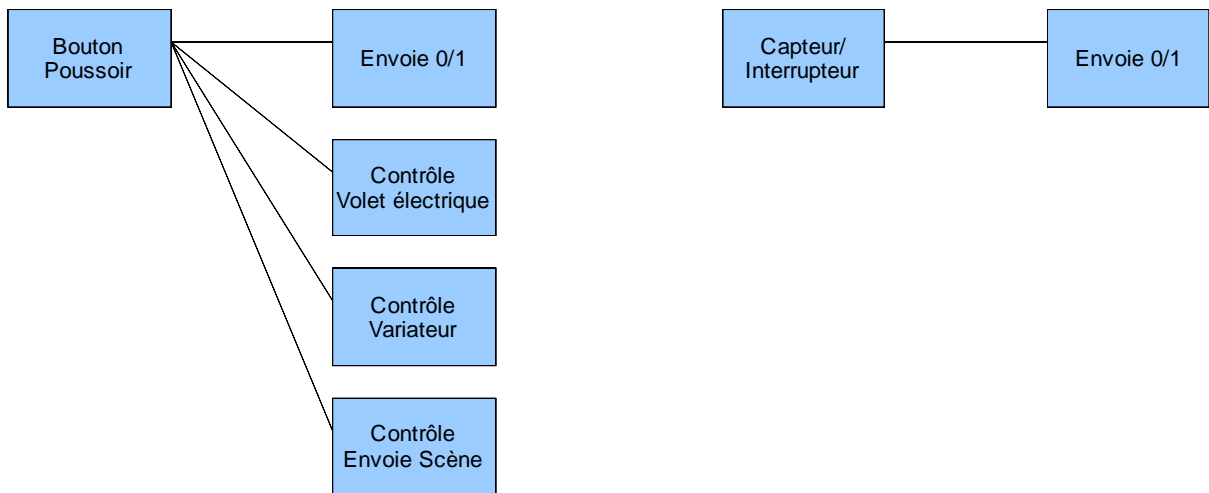 Bouton
Poussoir
Envoie 0/1
Capteur/
Interrupteur
Envoie 0/1
Contrôle
Volet électrique
Contrôle
Variateur
Contrôle
Envoie Scène